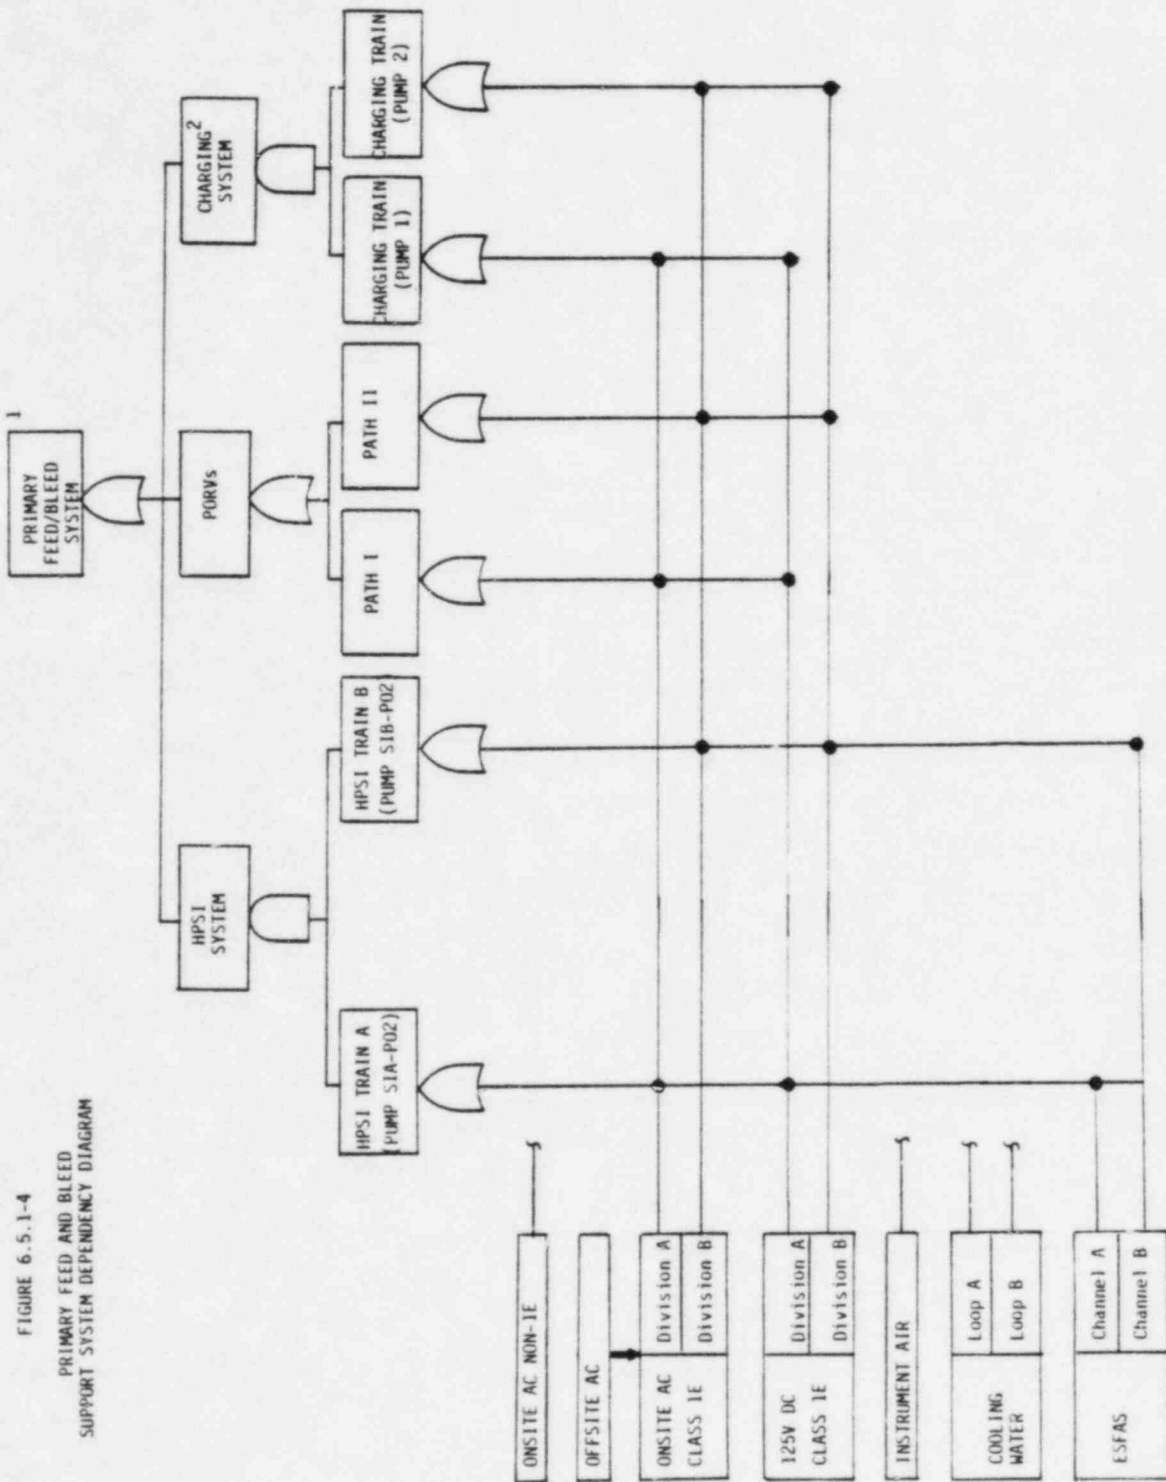 FIGURE 6.5.1-4
PRIMARY FEED AND BLEED
SUPPORT SYSTEM DEPENDENCY DIAGRAM
1
PRIMARY
FEED/BLEED
SYSTEM
HPSI
SYSTEM
PORVs
CHARGING2
SYSTEM
HPSI TRAIN A
(PUMP SIA-P02)
HPSI TRAIN B
(PUMP SIB-P02)
PATH I
PATH II
CHARGING TRAIN
(PUMP 1)
CHARGING TRAIN
(PUMP 2)
ONSITE AC NON-1E
OFFSITE AC
ONSITE AC
CLASS 1E
Division A
Division B
125V DC
CLASS 1E
Division A
Division B
INSTRUMENT AIR
COOLING
WATER
Loop A
Loop B
ESFAS
Channel A
Channel B